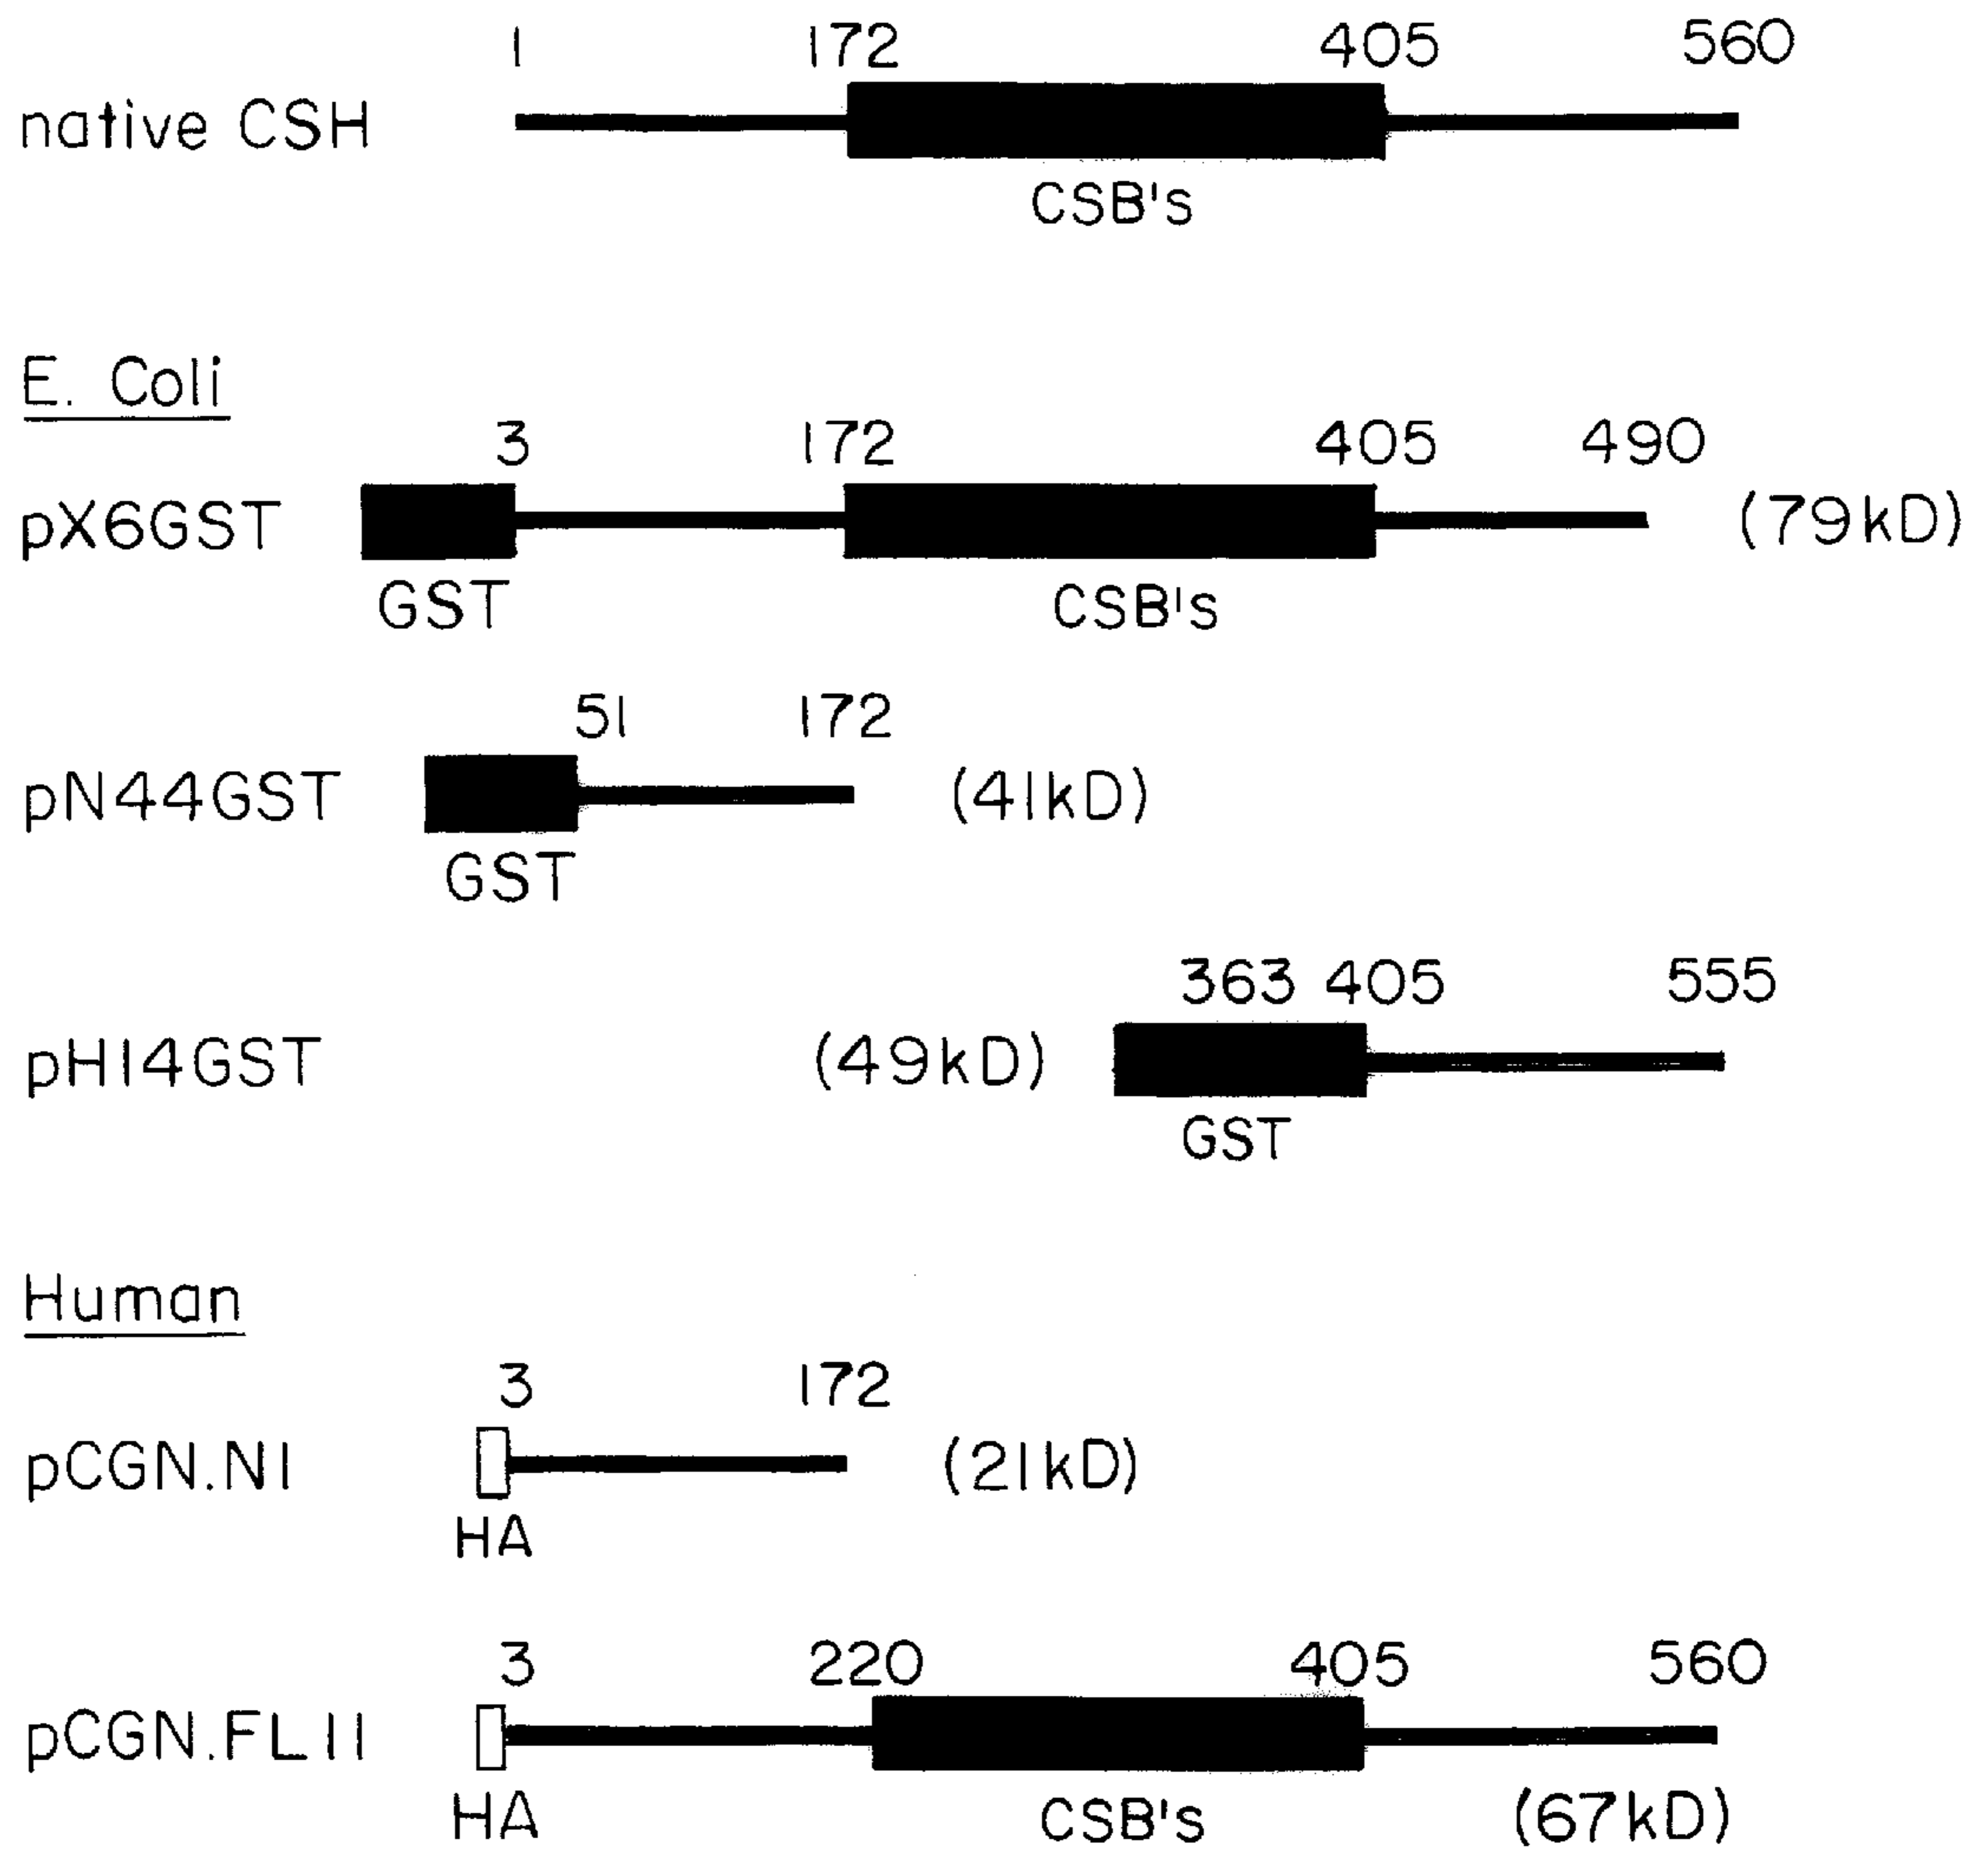 1 172 405 560
native CSH
CSB's
E. Coli
3 172 405 490
pX6GST (79kD)
GST CSB's
51 172
pN44GST (41kD)
GST
363 405 555
pH14GST (49kD)
GST
Human
3 172
pCGN.N1 (21kD)
HA
3 220 405 560
pCGN.FL11
HA CSB's (67kD)